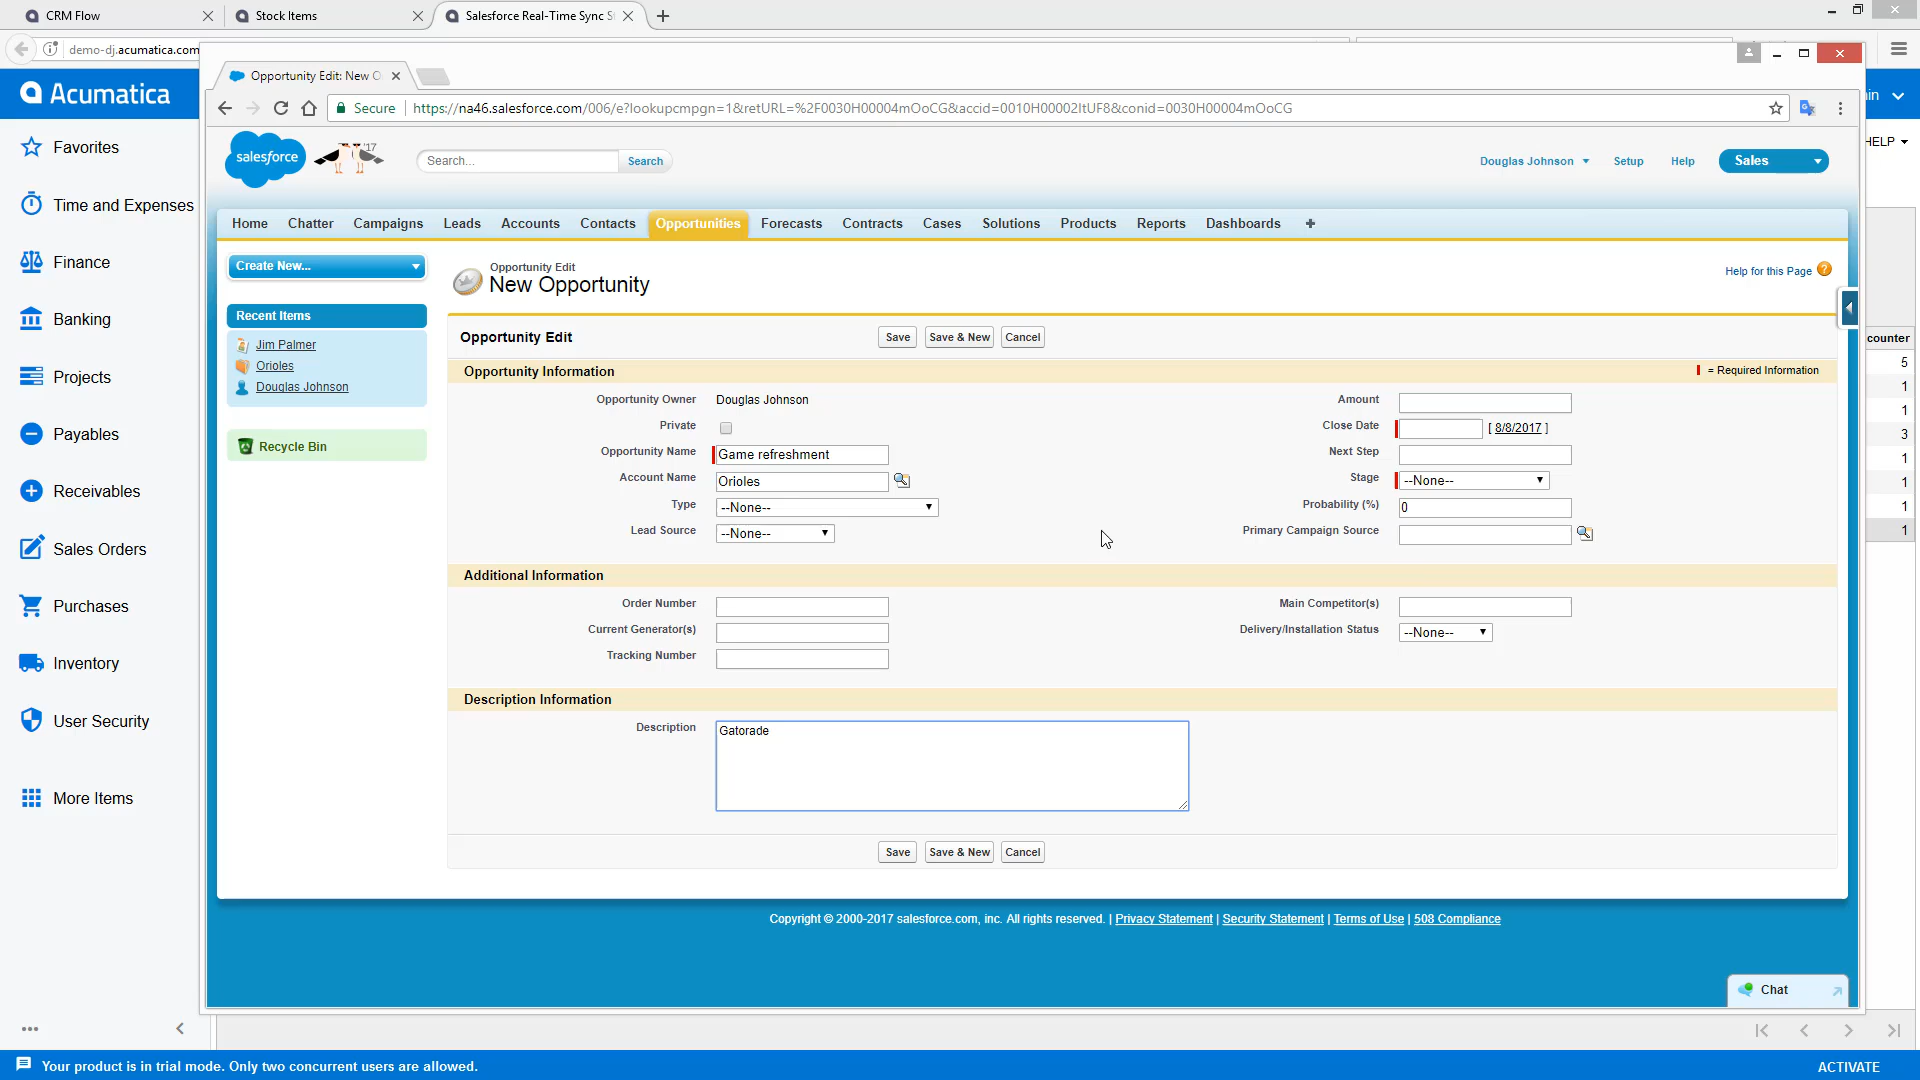 CRM Flow
Stock Items
Salesforce Real-Time Sync S
demo-dj.acumatica.com
Opportunity Edit: New O
Secure
https://na46.salesforce.com/006/e?lookupcmpgn=1&retURL=%2F0030H00004mOoCG&accid=0010H00002ItUF8&conid=0030H00004mOoCG
Acumatica
in
HELP
Favorites
Time and Expenses
Finance
Banking
Projects
Payables
Receivables
Sales Orders
Purchases
Inventory
User Security
More Items
salesforce
'17
Search...
Search
Douglas Johnson
Setup
Help
Sales
Home
Chatter
Campaigns
Leads
Accounts
Contacts
Opportunities
Forecasts
Contracts
Cases
Solutions
Products
Reports
Dashboards
+
Create New...
Recent Items
Jim Palmer
Orioles
Douglas Johnson
Recycle Bin
Opportunity Edit
New Opportunity
Help for this Page ?
Opportunity Edit
Save
Save & New
Cancel
Opportunity Information
= Required Information
Opportunity Owner
Douglas Johnson
Private
Opportunity Name
Game refreshment
Account Name
Orioles
Type
--None--
Lead Source
--None--
Amount
Close Date
[ 8/8/2017 ]
Next Step
Stage
--None--
Probability (%)
0
Primary Campaign Source
Additional Information
Order Number
Current Generator(s)
Tracking Number
Main Competitor(s)
Delivery/Installation Status
--None--
Description Information
Description
Gatorade
Save
Save & New
Cancel
Copyright © 2000-2017 salesforce.com, inc. All rights reserved. | Privacy Statement | Security Statement | Terms of Use | 508 Compliance
Chat
counter
5
1
1
3
1
1
1
1
Your product is in trial mode. Only two concurrent users are allowed.
ACTIVATE